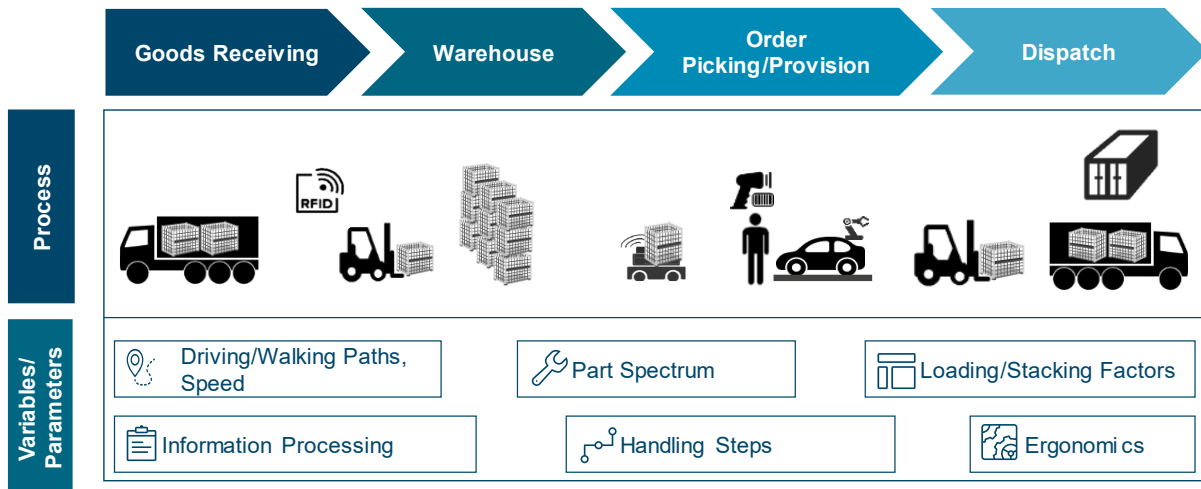 Goods Receiving
Warehouse
Order
Picking/Provision
Dispatch
Process
RFID
Variables/
Parameters
Driving/Walking Paths,
Speed
Part Spectrum
Loading/Stacking Factors
Information Processing
Handling Steps
Ergonomics